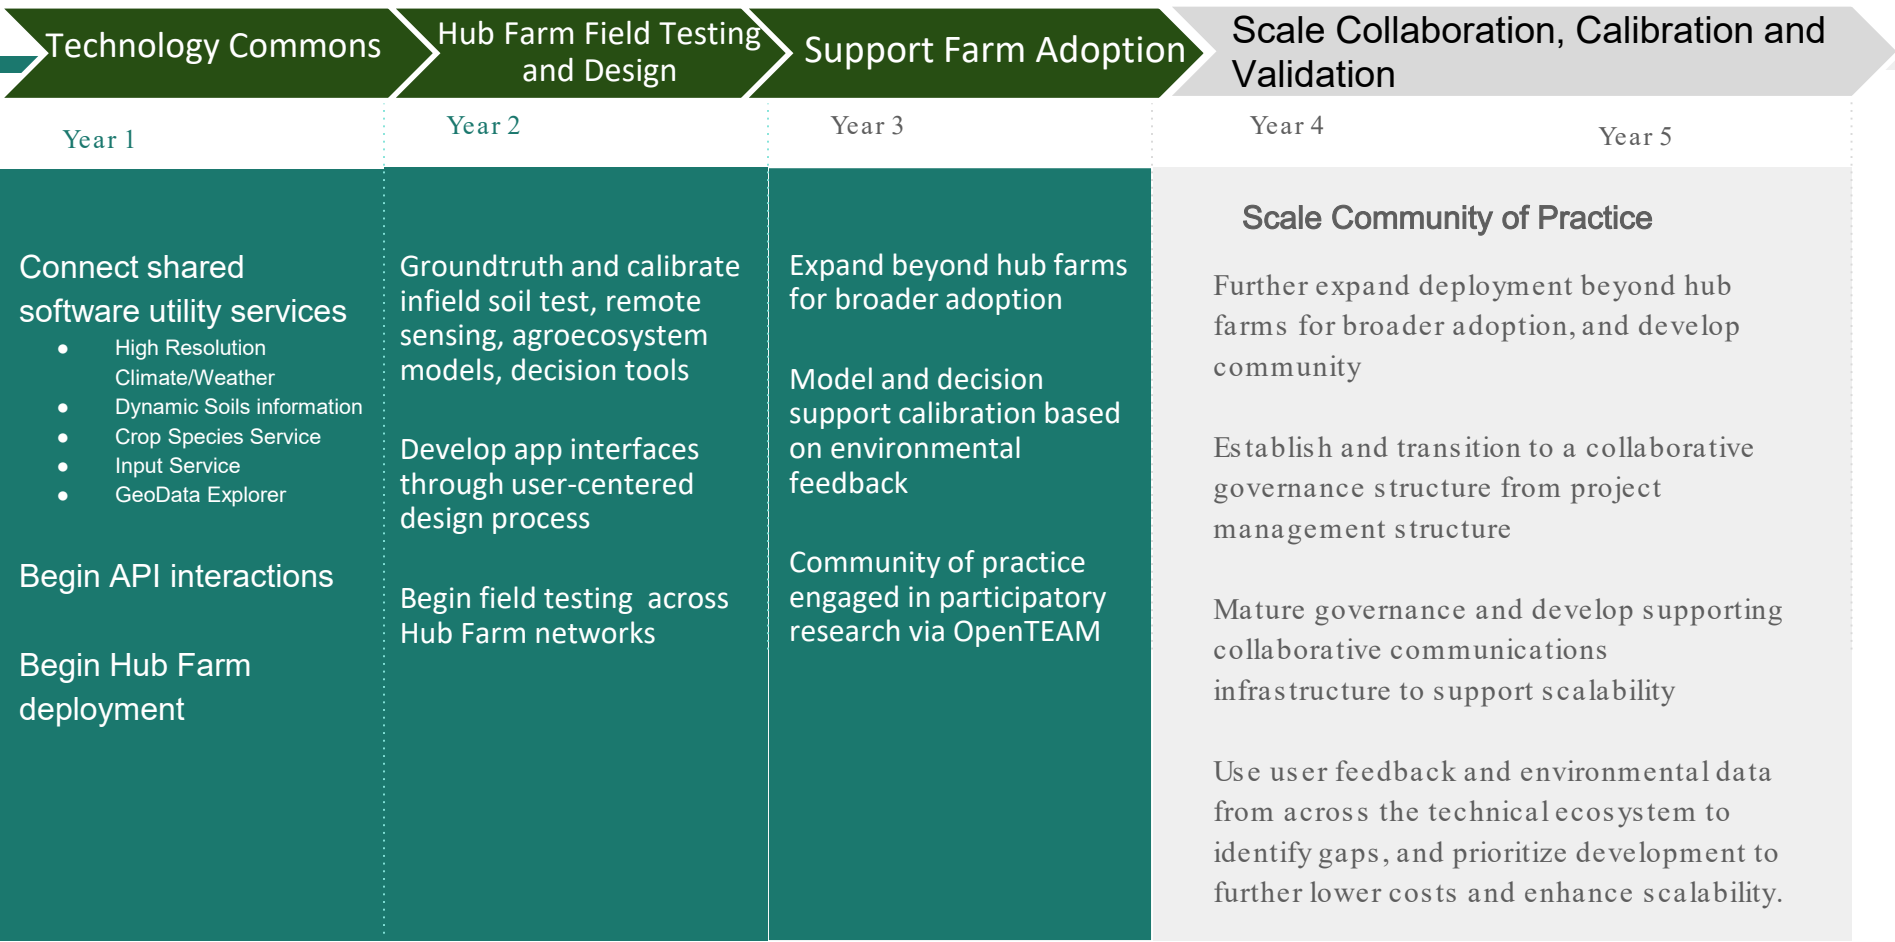 Technology Commons
Hub Farm Field Testing
and Design
Support Farm Adoption
Scale Collaboration, Calibration and
Validation
Year 1
Year 2
Year 3
Year 4
Year 5
Connect shared
software utility services
● High Resolution
Climate/Weather
● Dynamic Soils information
● Crop Species Service
● Input Service
● GeoData Explorer
Begin API interactions
Begin Hub Farm
deployment
Groundtruth and calibrate
infield soil test, remote
sensing, agroecosystem
models, decision tools
Develop app interfaces
through user-centered
design process
Begin field testing across
Hub Farm networks
Expand beyond hub farms
for broader adoption
Model and decision
support calibration based
on environmental
feedback
Community of practice
engaged in participatory
research via OpenTEAM
Scale Community of Practice
Further expand deployment beyond hub
farms for broader adoption, and develop
community
Establish and transition to a collaborative
governance structure from project
management structure
Mature governance and develop supporting
collaborative communications
infrastructure to support scalability
Use user feedback and environmental data
from across the technical ecosystem to
identify gaps, and prioritize development to
further lower costs and enhance scalability.